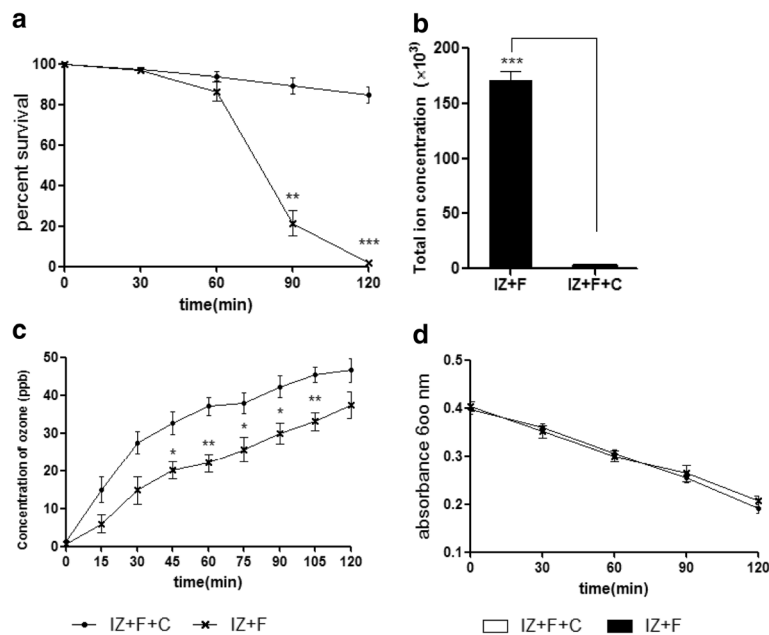 a
percent survival
100
80
60
40
20
0
**
***
0 30 60 90 120
time(min)
b
Total ion concentration (×10³)
200
150
100
50
0
***
IZ+F IZ+F+C
c
Concentration of ozone (ppb)
50
40
30
20
10
0
* ** * * **
0 15 30 45 60 75 90 105 120
time(min)
d
absorbance 600 nm
0.5
0.4
0.3
0.2
0.1
0 30 60 90 120
time(min)
IZ+F+C IZ+F
IZ+F+C IZ+F